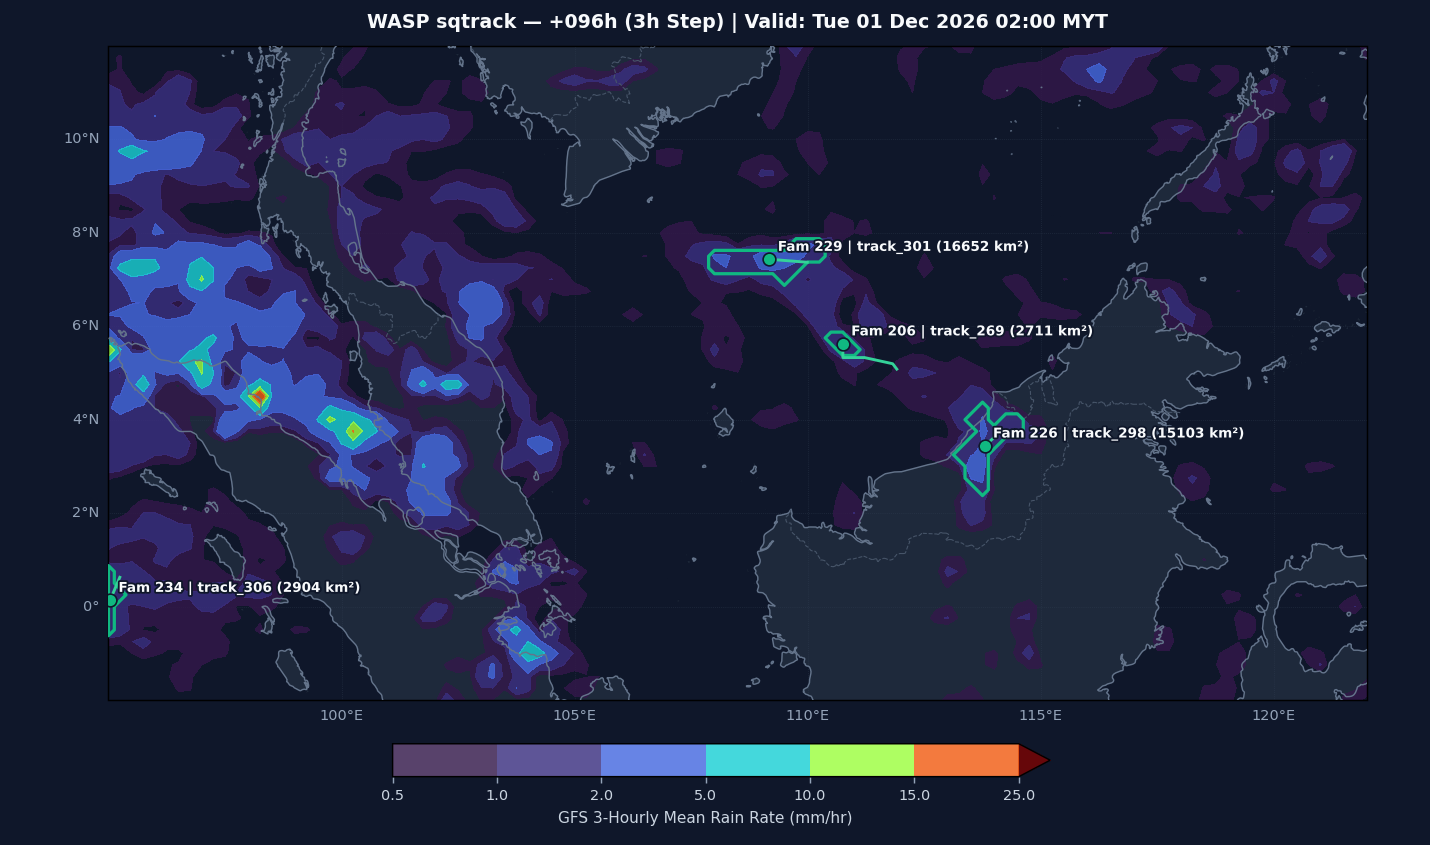 WASP sqtrack — +096h (3h Step) | Valid: Tue 01 Dec 2026 02:00 MYT
10°N
8°N
Fam 229 | track_301 (16652 km²)
6°N
Fam 206 | track_269 (2711 km²)
4°N
Fam 226 | track_298 (15103 km²)
2°N
Fam 234 | track_306 (2904 km²)
0°
100°E 105°E 110°E 115°E 120°E
0.5 1.0 2.0 5.0 10.0 15.0 25.0
GFS 3-Hourly Mean Rain Rate (mm/hr)